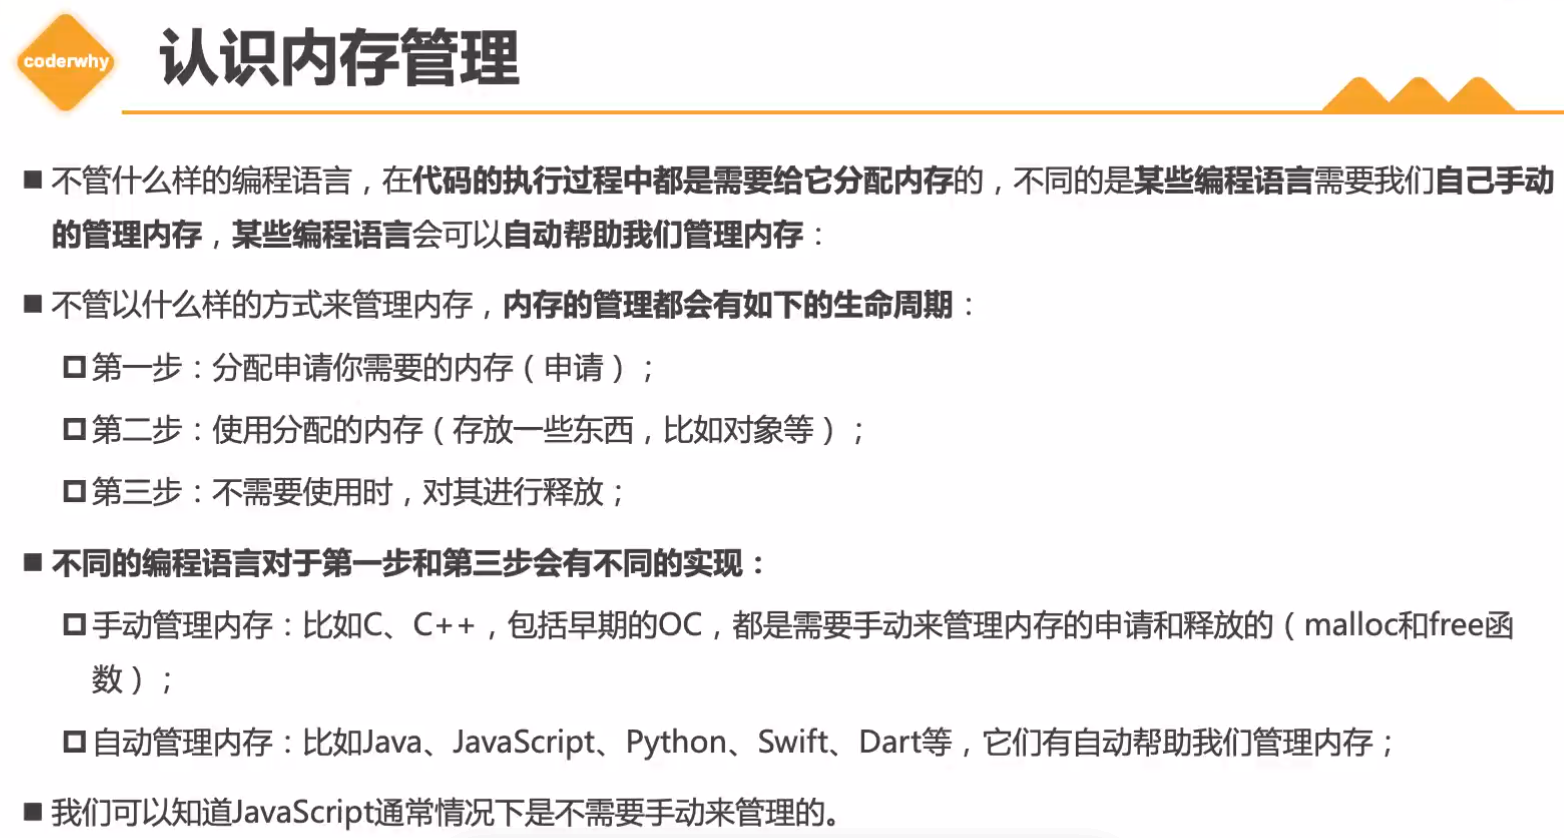 coderwhy
认识内存管理
■ 不管什么样的编程语言，在代码的执行过程中都是需要给它分配内存的，不同的是某些编程语言需要我们自己手动
的管理内存，某些编程语言会可以自动帮助我们管理内存：
■ 不管以什么样的方式来管理内存，内存的管理都会有如下的生命周期：
第一步：分配申请你需要的内存（申请）；
第二步：使用分配的内存（存放一些东西，比如对象等）；
第三步：不需要使用时，对其进行释放；
■ 不同的编程语言对于第一步和第三步会有不同的实现：
手动管理内存：比如C、C++，包括早期的OC，都是需要手动来管理内存的申请和释放的（malloc和free函
数）；
自动管理内存：比如Java、JavaScript、Python、Swift、Dart等，它们有自动帮助我们管理内存；
■ 我们可以知道JavaScript通常情况下是不需要手动来管理的。